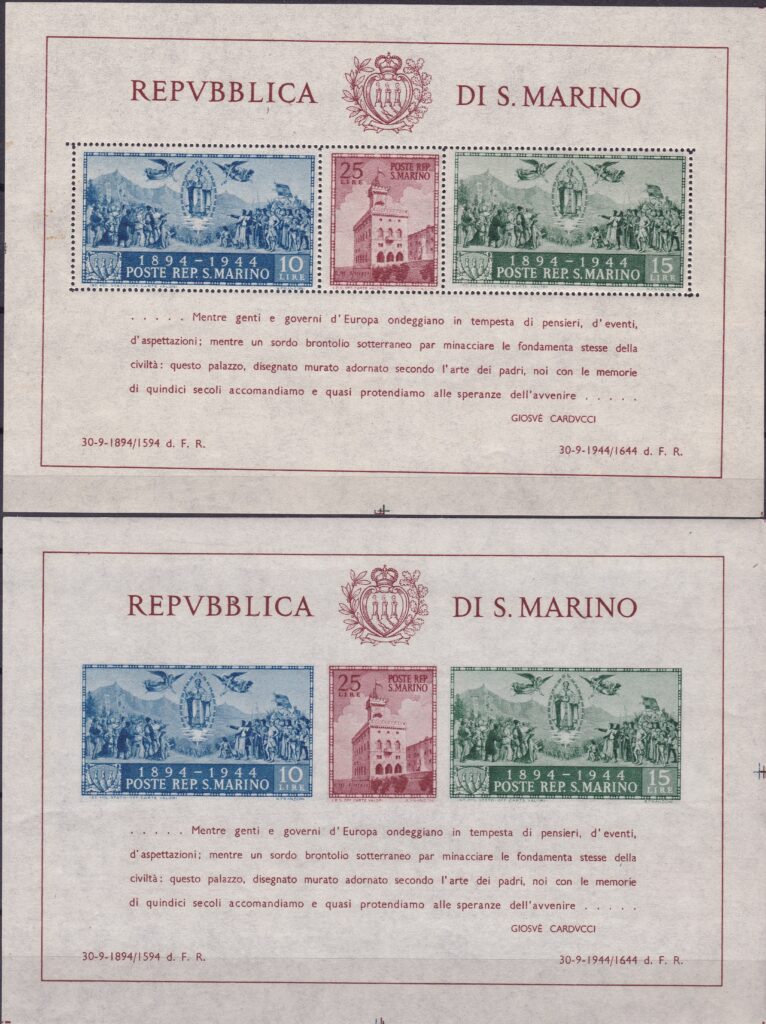 REPVBBLICA DI S. MARINO
25 LIRE
POSTE REP. S. MARINO
1894-1944
POSTE REP. S. MARINO
10 LIRE
1894-1944
POSTE REP. S. MARINO
15 LIRE
. . . . . Mentre genti e governi d'Europa ondeggiano in tempesta di pensieri, d'eventi,
d'aspettazioni; mentre un sordo brontolio sotterraneo par minacciare le fondamenta stesse della
civiltà: questo palazzo, disegnato murato adornato secondo l'arte dei padri, noi con le memorie
di quindici secoli accomandiamo e quasi protendiamo alle speranze dell'avvenire . . . . .
GIOSVÈ CARDVCCI
30-9-1894/1594 d. F. R.
30-9-1944/1644 d. F. R.
REPVBBLICA DI S. MARINO
25 LIRE
POSTE REP. S. MARINO
1894-1944
POSTE REP. S. MARINO
10 LIRE
1894-1944
POSTE REP. S. MARINO
15 LIRE
. . . . . Mentre genti e governi d'Europa ondeggiano in tempesta di pensieri, d'eventi,
d'aspettazioni; mentre un sordo brontolio sotterraneo par minacciare le fondamenta stesse della
civiltà: questo palazzo, disegnato murato adornato secondo l'arte dei padri, noi con le memorie
di quindici secoli accomandiamo e quasi protendiamo alle speranze dell'avvenire . . . . .
GIOSVÈ CARDVCCI
30-9-1894/1594 d. F. R.
30-9-1944/1644 d. F. R.